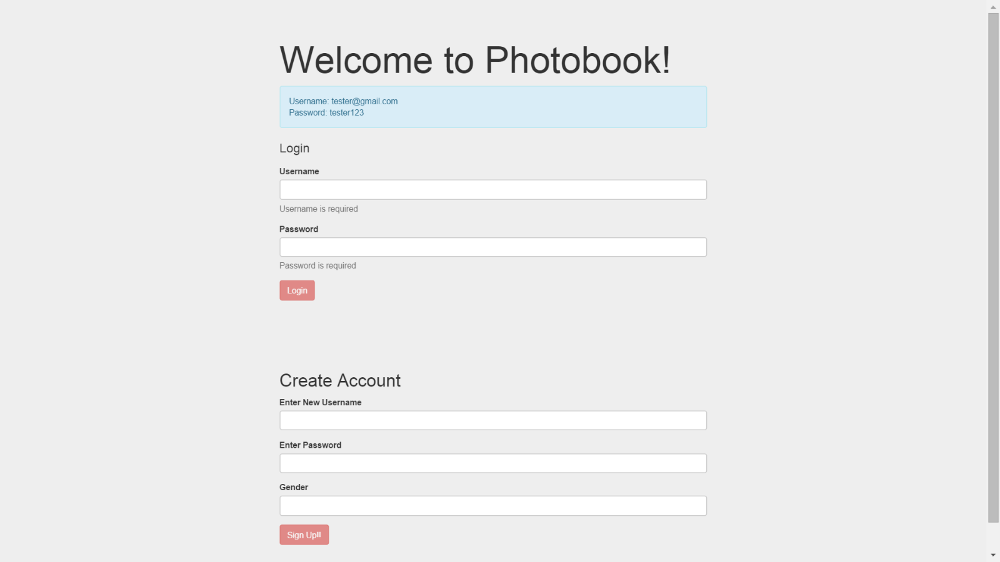 Welcome to Photobook!
Username: tester@gmail.com
Password: tester123
Login
Username
Username is required
Password
Password is required
Login
Create Account
Enter New Username
Enter Password
Gender
Sign Up!!